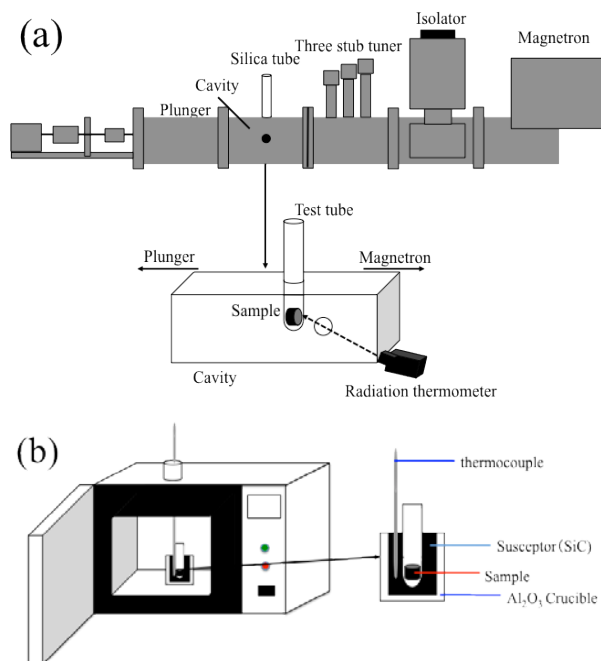 (a)
Isolator
Magnetron
Three stub tuner
Silica tube
Cavity
Plunger
Test tube
Plunger
Magnetron
Sample
Cavity
Radiation thermometer
(b)
thermocouple
Susceptor (SiC)
Sample
Al₂O₃ Crucible